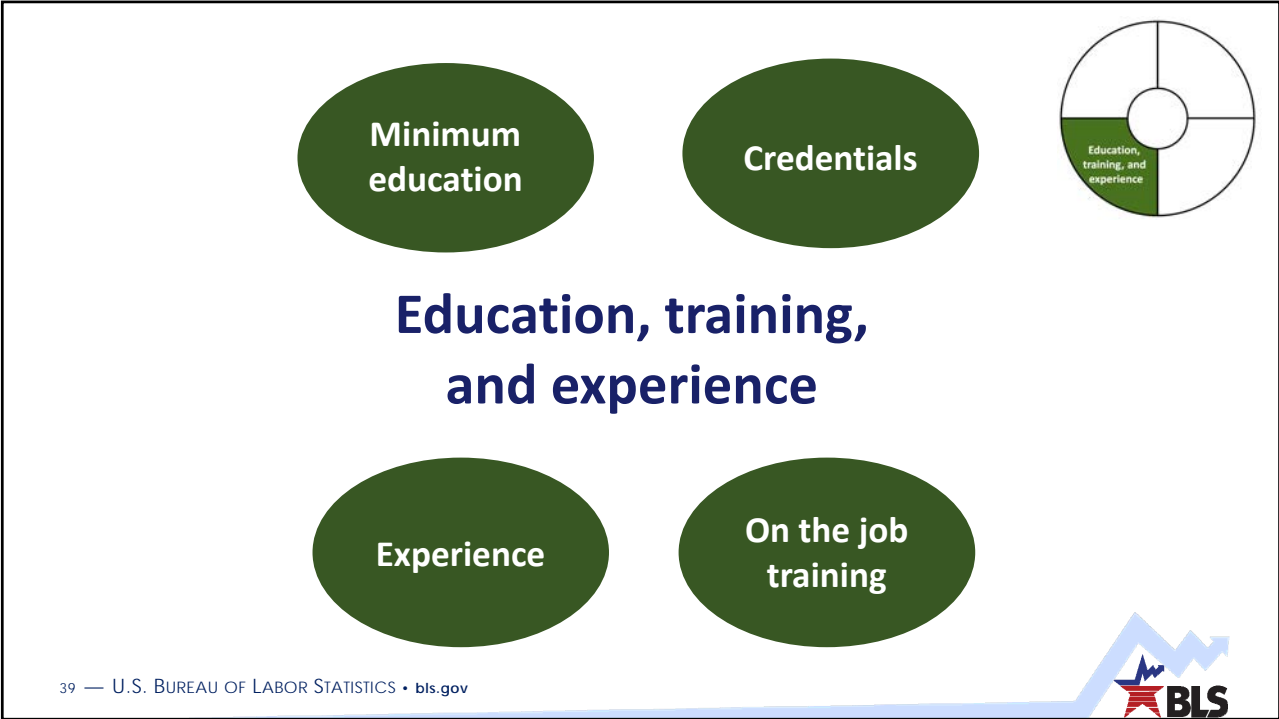 Minimum
education
Credentials
Education,
training, and
experience
Education, training,
and experience
Experience
On the job
training
39 — U.S. BUREAU OF LABOR STATISTICS • bls.gov
BLS